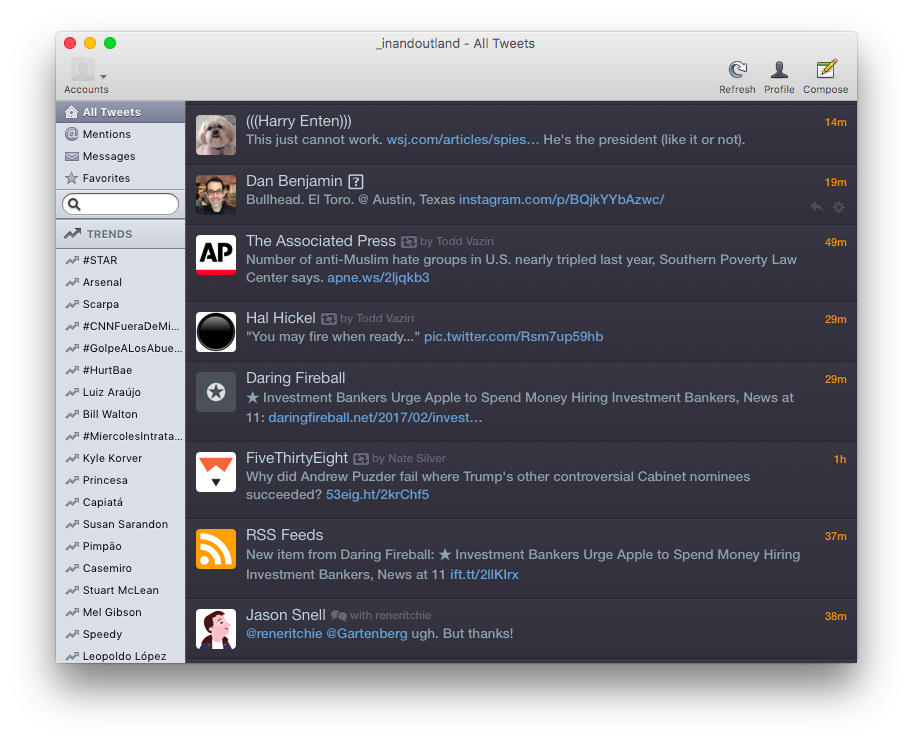 _inandoutland - All Tweets
Accounts
Refresh
Profile
Compose
All Tweets
Mentions
Messages
Favorites
TRENDS
#STAR
Arsenal
Scarpa
#CNNFueraDeMi...
#GolpeALosAbue...
#HurtBae
Luiz Araújo
Bill Walton
#MiercolesIntrata...
Kyle Korver
Princesa
Capiatá
Susan Sarandon
Pimpão
Casemiro
Stuart McLean
Mel Gibson
Speedy
Leopoldo López
(((Harry Enten)))
14m
This just cannot work. wsj.com/articles/spies… He's the president (like it or not).
Dan Benjamin ?
19m
Bullhead. El Toro. @ Austin, Texas instagram.com/p/BQjkYYbAzwc/
AP
The Associated Press by Todd Vaziri
49m
Number of anti-Muslim hate groups in U.S. nearly tripled last year, Southern Poverty Law
Center says. apne.ws/2ljqkb3
Hal Hickel by Todd Vaziri
29m
"You may fire when ready..." pic.twitter.com/Rsm7up59hb
Daring Fireball
29m
★ Investment Bankers Urge Apple to Spend Money Hiring Investment Bankers, News at
11: daringfireball.net/2017/02/invest…
FiveThirtyEight by Nate Silver
1h
Why did Andrew Puzder fail where Trump's other controversial Cabinet nominees
succeeded? 53eig.ht/2krChf5
RSS Feeds
37m
New item from Daring Fireball: ★ Investment Bankers Urge Apple to Spend Money Hiring
Investment Bankers, News at 11 ift.tt/2llKIrx
Jason Snell with reneritchie
38m
@reneritchie @Gartenberg ugh. But thanks!